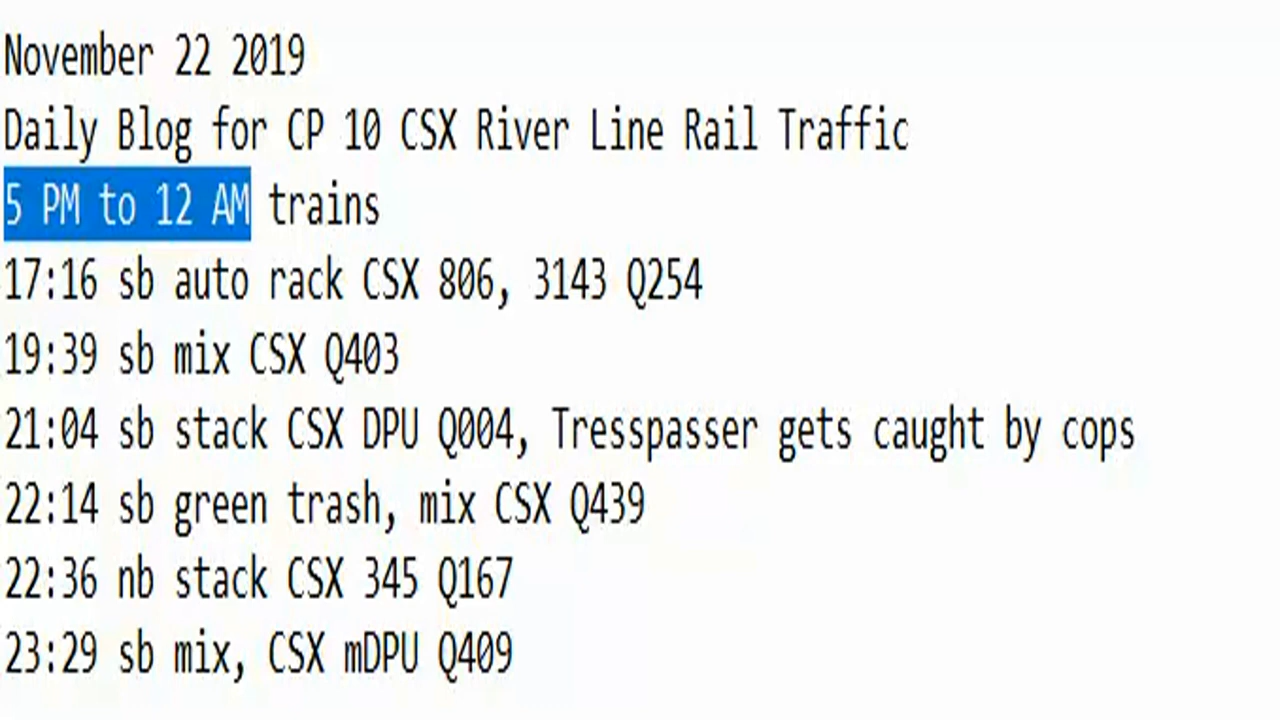 November 22 2019
Daily Blog for CP 10 CSX River Line Rail Traffic
5 PM to 12 AM trains
17:16 sb auto rack CSX 806, 3143 Q254
19:39 sb mix CSX Q403
21:04 sb stack CSX DPU Q004, Tresspasser gets caught by cops
22:14 sb green trash, mix CSX Q439
22:36 nb stack CSX 345 Q167
23:29 sb mix, CSX mDPU Q409